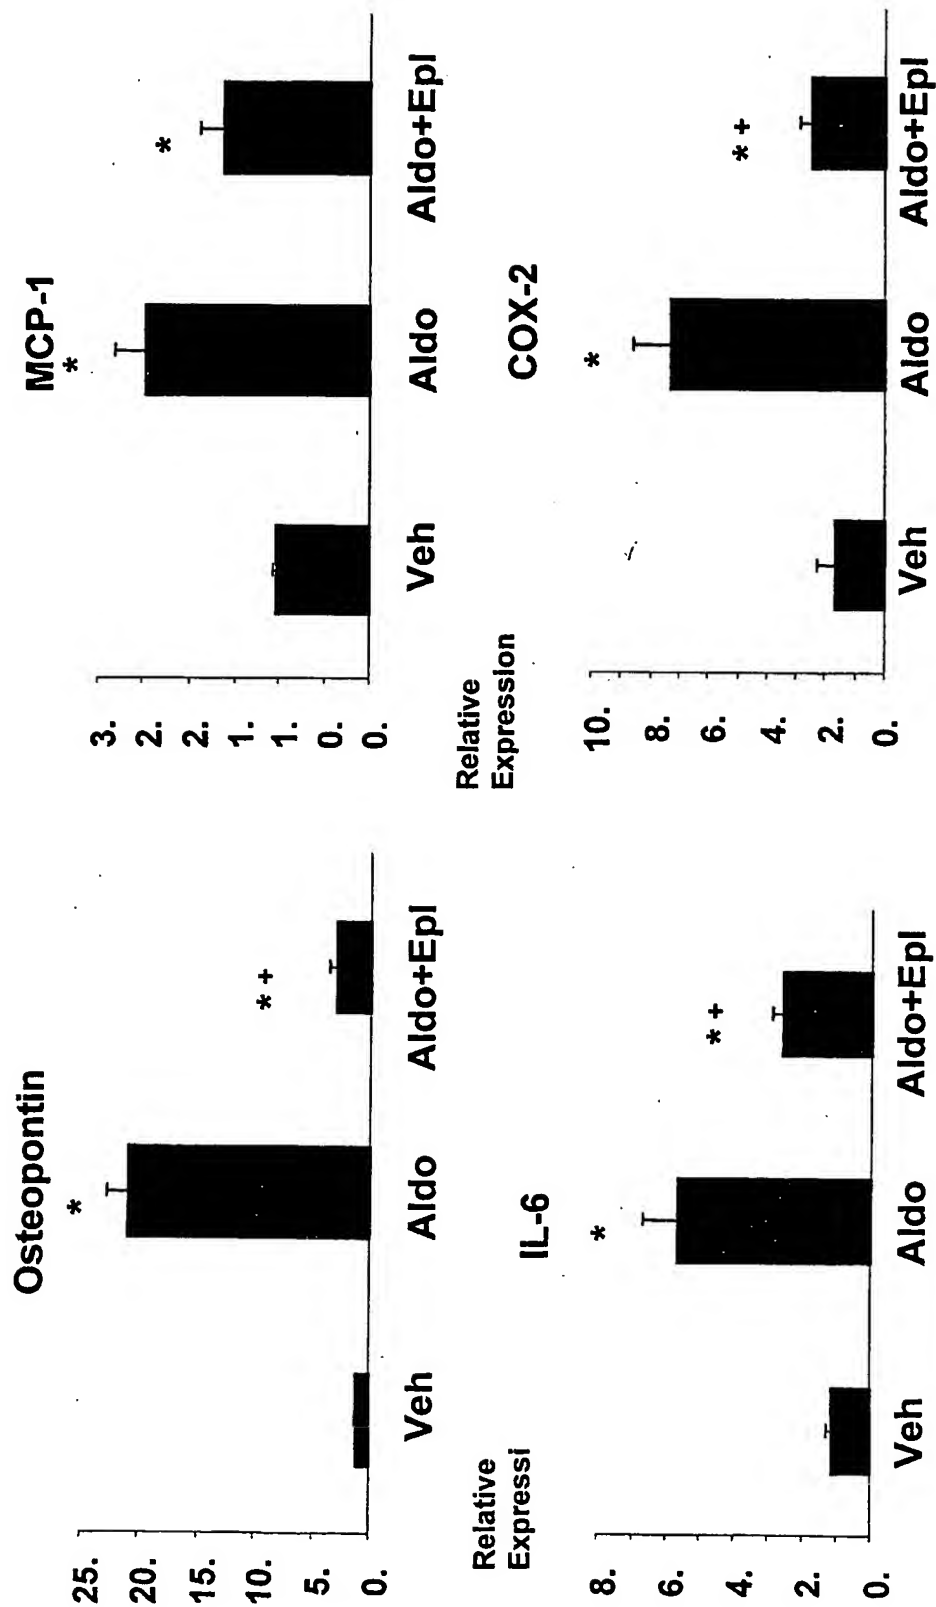 Osteopontin
25.
20.
15.
10.
5.
0.
*
* +
Veh
Aldo
Aldo+Epl
MCP-1
3.
2.
2.
1.
1.
0.
*
*
Veh
Aldo
Aldo+Epl
Relative
Expressi
IL-6
8.
6.
4.
2.
0.
*
* +
Veh
Aldo
Aldo+Epl
Relative
Expression
COX-2
10.
8.
6.
4.
2.
0.
*
* +
Veh
Aldo
Aldo+Epl